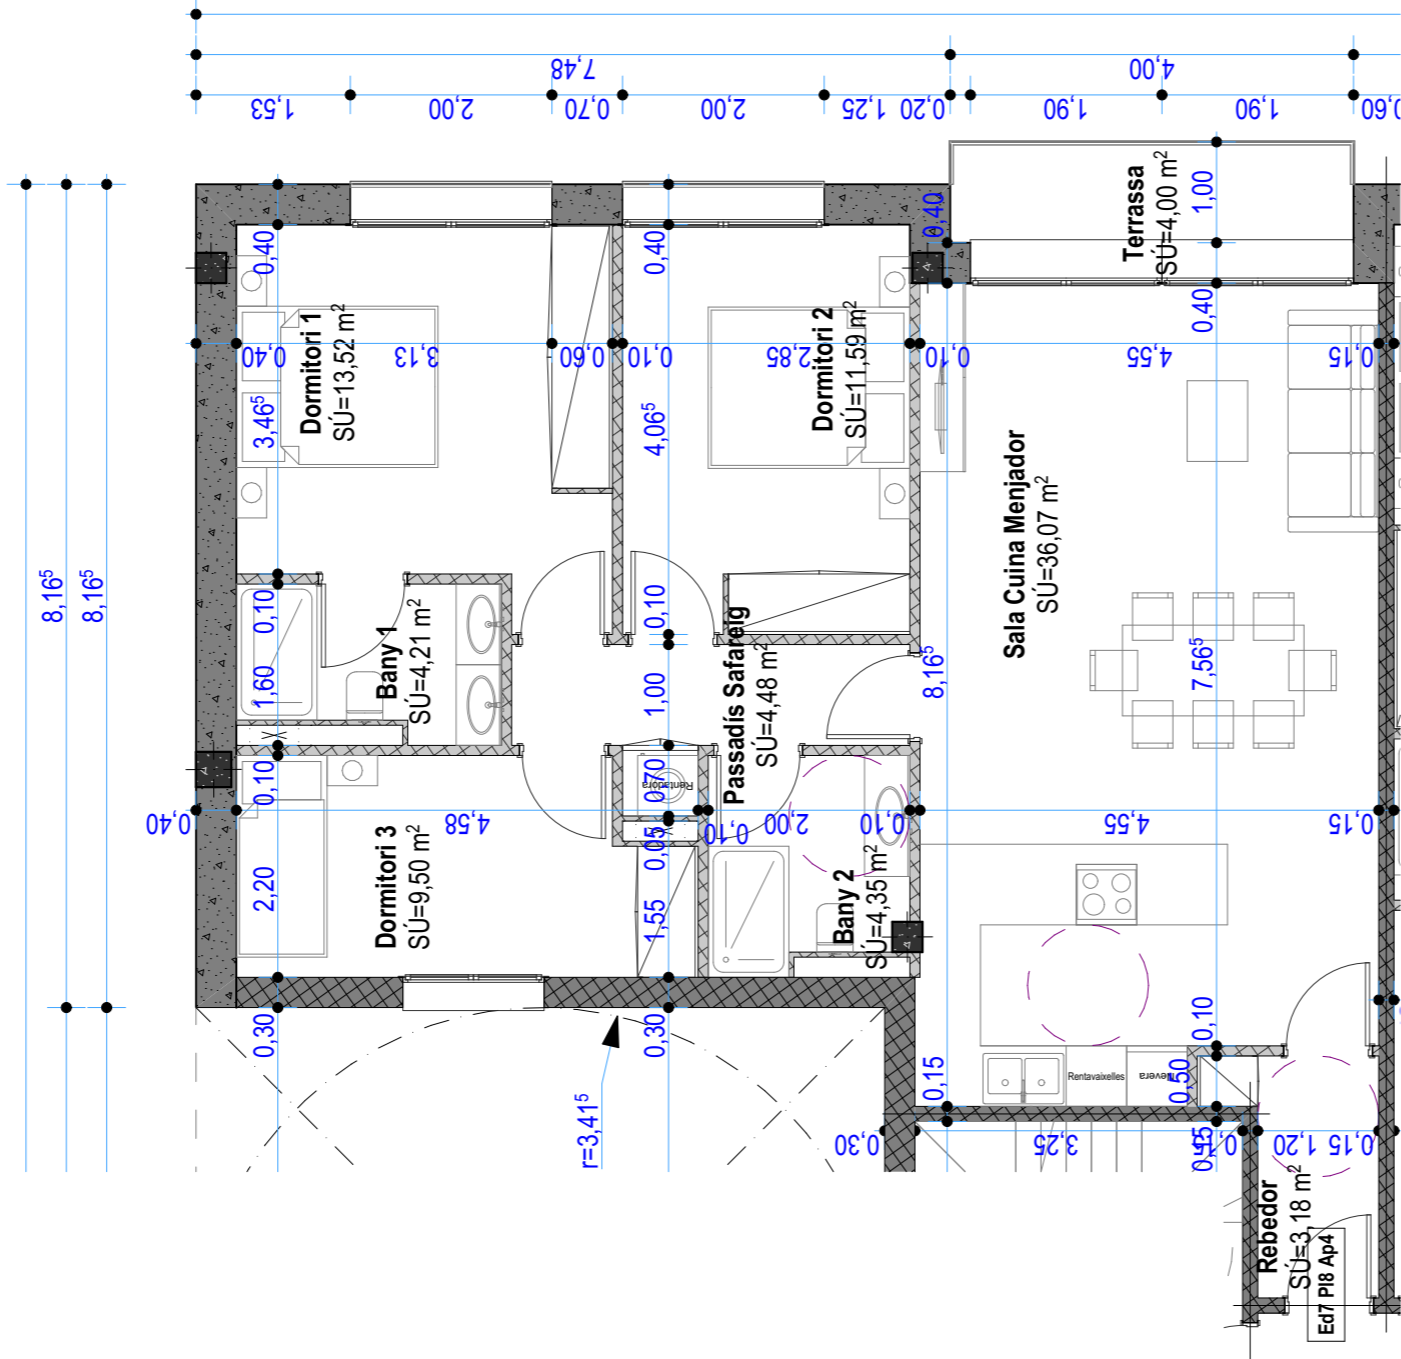 7,48
4,00
1,53
2,00
0,70
2,00
1,25
0,20
1,90
1,90
0,60
8,16⁵
8,16⁵
0,40
0,40
0,40
1,00
0,40
Terrassa
SÚ=4,00 m²
Dormitori 1
SÚ=13,52 m²
Dormitori 2
SÚ=11,59 m²
0,40
3,13
0,60
0,10
2,85
0,10
4,55
0,15
3,46⁵
4,06⁵
Sala Cuina Menjador
SÚ=36,07 m²
0,10
0,10
Bany 1
SÚ=4,21 m²
1,60
1,00
Passadís Safareig
SÚ=4,48 m²
8,16⁵
7,56⁵
0,10
0,70
Rentadora
0,40
4,58
0,10
2,00
0,10
4,55
0,15
0,05
Dormitori 3
SÚ=9,50 m²
2,20
1,55
Bany 2
SÚ=4,35 m²
0,30
0,30
0,15
0,10
0,50
Rentavaixelles
Nevera
r=3,41⁵
0,30
3,25
0,15
0,15
1,20
0,15
Rebedor
SÚ=3,18 m²
Ed7 Pl8 Ap4